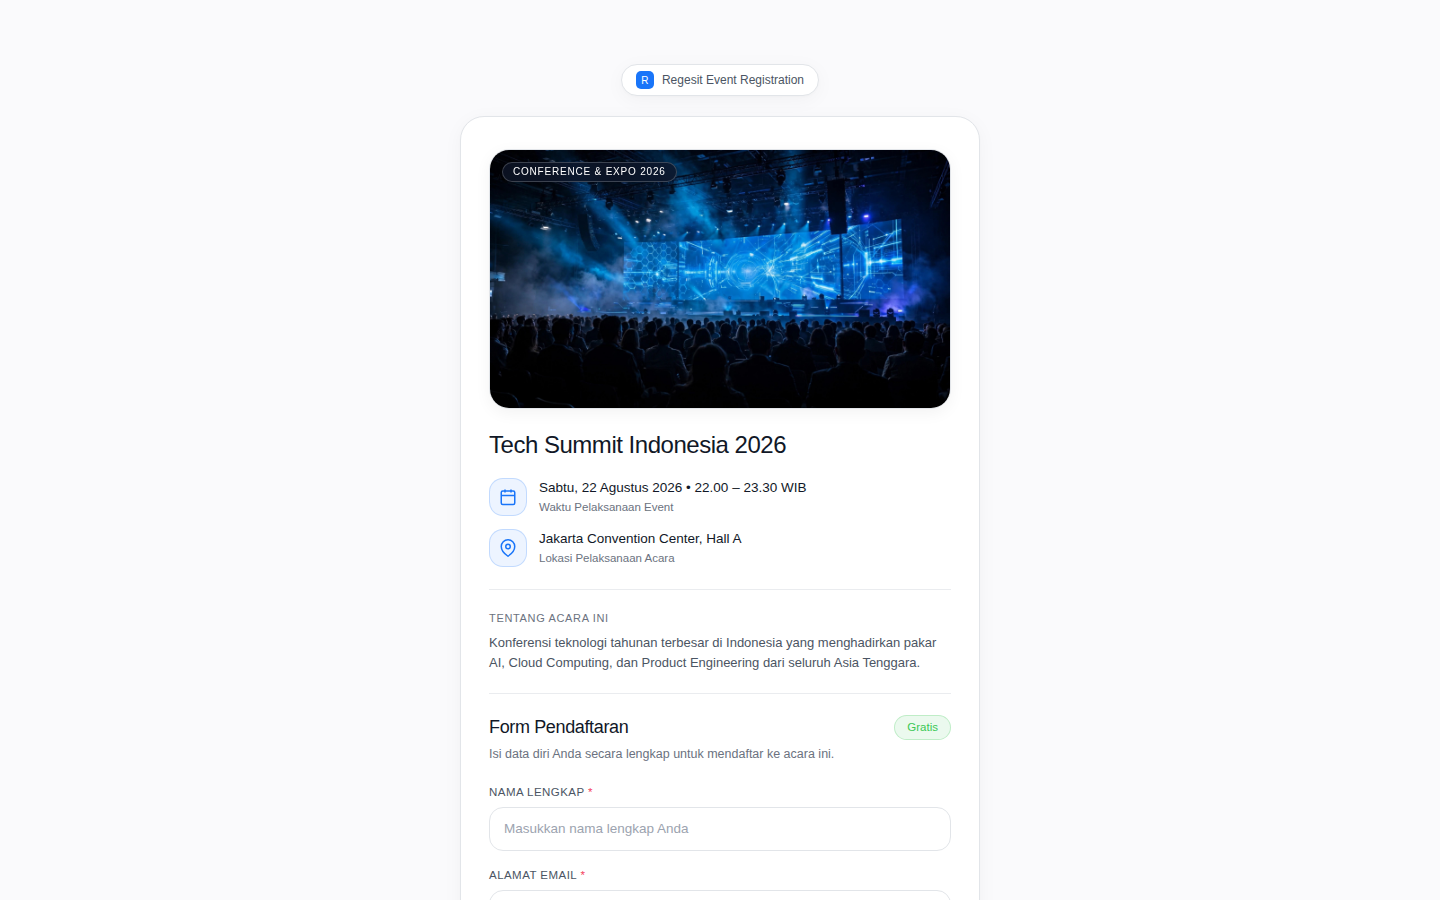 R Regesit Event Registration
CONFERENCE & EXPO 2026
Tech Summit Indonesia 2026
Sabtu, 22 Agustus 2026 • 22.00 – 23.30 WIB
Waktu Pelaksanaan Event
Jakarta Convention Center, Hall A
Lokasi Pelaksanaan Acara
TENTANG ACARA INI
Konferensi teknologi tahunan terbesar di Indonesia yang menghadirkan pakar
AI, Cloud Computing, dan Product Engineering dari seluruh Asia Tenggara.
Form Pendaftaran
Gratis
Isi data diri Anda secara lengkap untuk mendaftar ke acara ini.
NAMA LENGKAP *
Masukkan nama lengkap Anda
ALAMAT EMAIL *